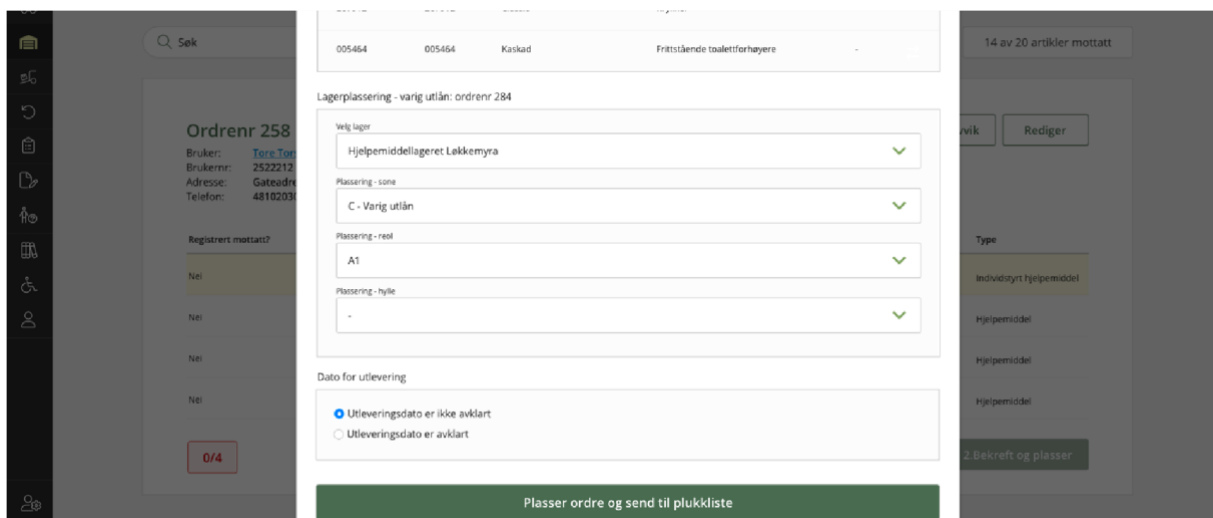 005464 005464 Kaskad Frittstående toalettforhøyere -
Søk
14 av 20 artikler mottatt
Lagerplassering - varig utlån: ordrenr 284
Velg lager
Hjelpemiddellageret Løkkemyra
Plassering - sone
C - Varig utlån
Plassering - reol
A1
Plassering - hylle
-
Dato for utlevering
Utleveringsdato er ikke avklart
Utleveringsdato er avklart
Plasser ordre og send til plukkliste
Ordrenr 258
Bruker: Tore
Brukernr: 2522212
Adresse:
Telefon:
Registrert mottatt?
Nei
Nei
Nei
Nei
0/4
Rediger
Type
Individstyrt hjelpemiddel
Hjelpemiddel
Hjelpemiddel
Hjelpemiddel
2.Bekreft og plasser